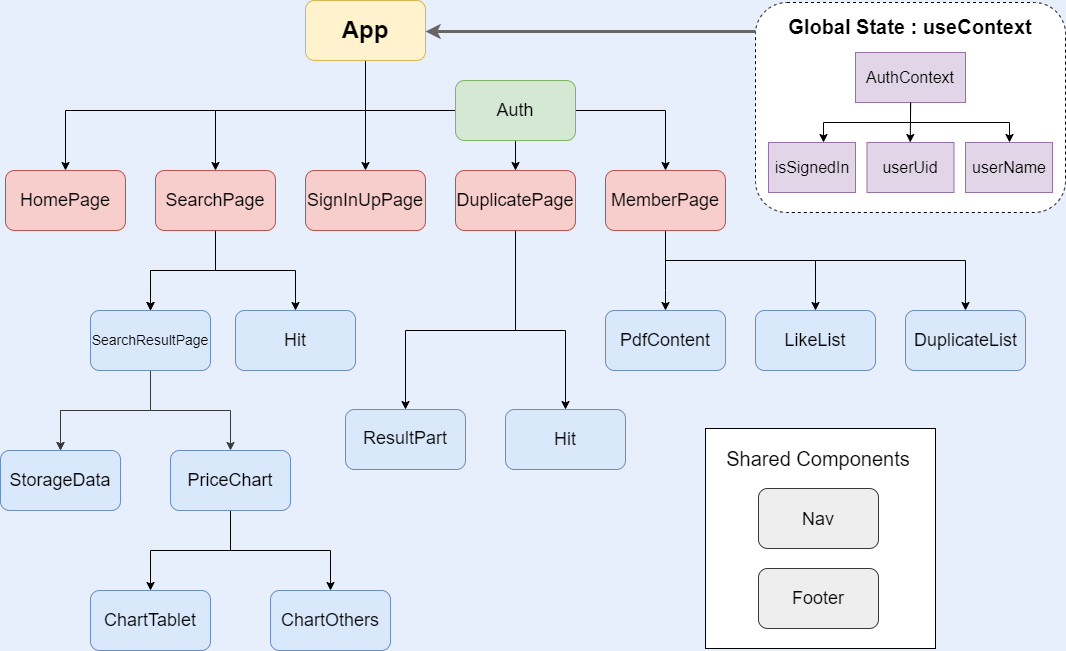 App
Global State : useContext
AuthContext
isSignedIn
userUid
userName
Auth
HomePage
SearchPage
SignInUpPage
DuplicatePage
MemberPage
SearchResultPage
Hit
PdfContent
LikeList
DuplicateList
ResultPart
Hit
StorageData
PriceChart
Shared Components
Nav
Footer
ChartTablet
ChartOthers